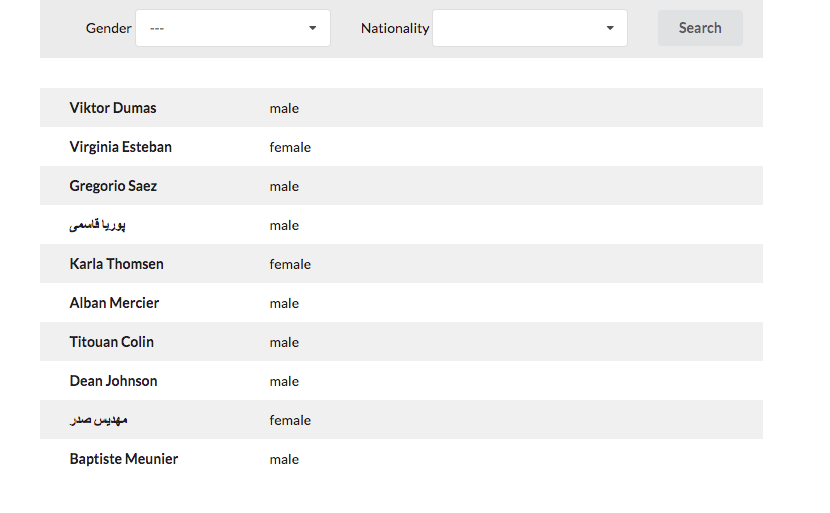 Gender --- Nationality Search
Viktor Dumas male
Virginia Esteban female
Gregorio Saez male
پوریا قاسمی male
Karla Thomsen female
Alban Mercier male
Titouan Colin male
Dean Johnson male
مهدیس صدر female
Baptiste Meunier male